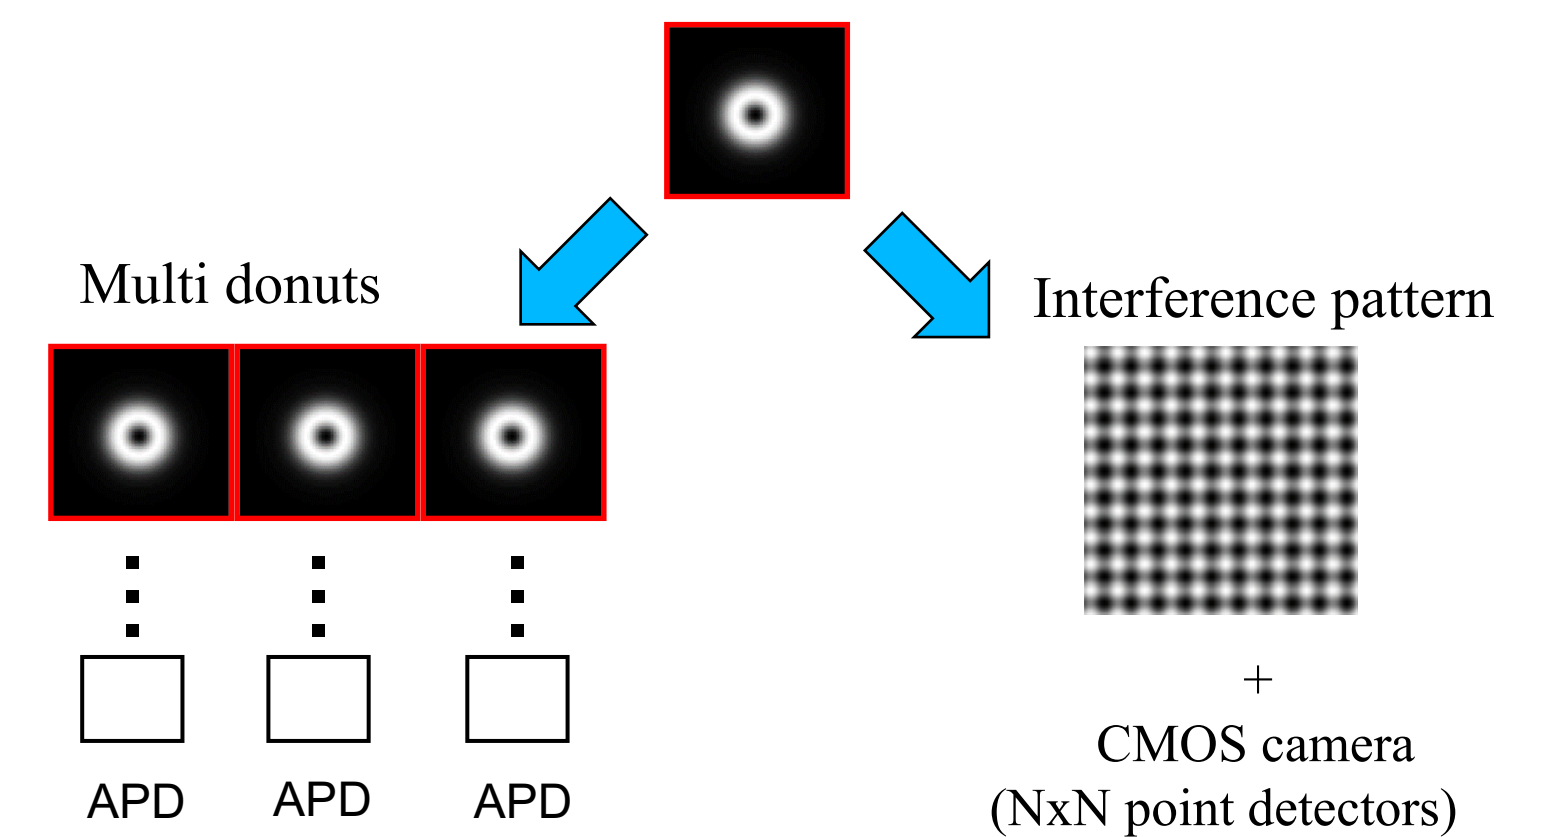 Multi donuts
APD
APD
APD
Interference pattern
+
CMOS camera
(NxN point detectors)